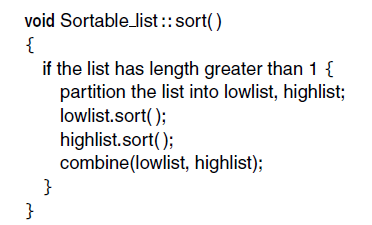 void Sortable_list :: sort( )
{
if the list has length greater than 1 {
partition the list into lowlist, highlist;
lowlist.sort( );
highlist.sort( );
combine(lowlist, highlist);
}
}